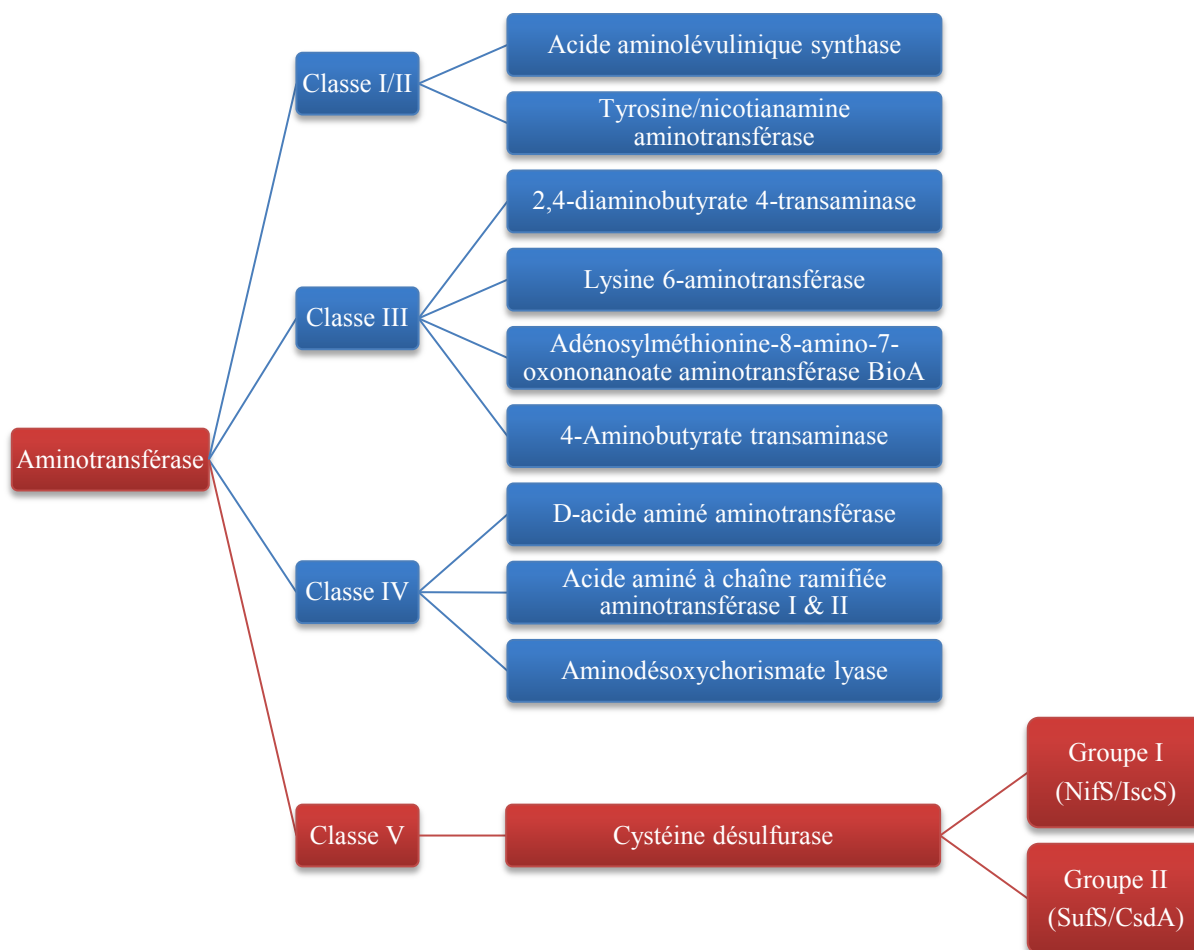 Aminotransférase
Classe I/II
Acide aminolévulinique synthase
Tyrosine/nicotianamine
aminotransférase
Classe III
2,4-diaminobutyrate 4-transaminase
Lysine 6-aminotransférase
Adénosylméthionine-8-amino-7-
oxononanoate aminotransférase BioA
4-Aminobutyrate transaminase
Classe IV
D-acide aminé aminotransférase
Acide aminé à chaîne ramifiée
aminotransférase I & II
Aminodésoxychorismate lyase
Classe V
Cystéine désulfurase
Groupe I
(NifS/IscS)
Groupe II
(SufS/CsdA)